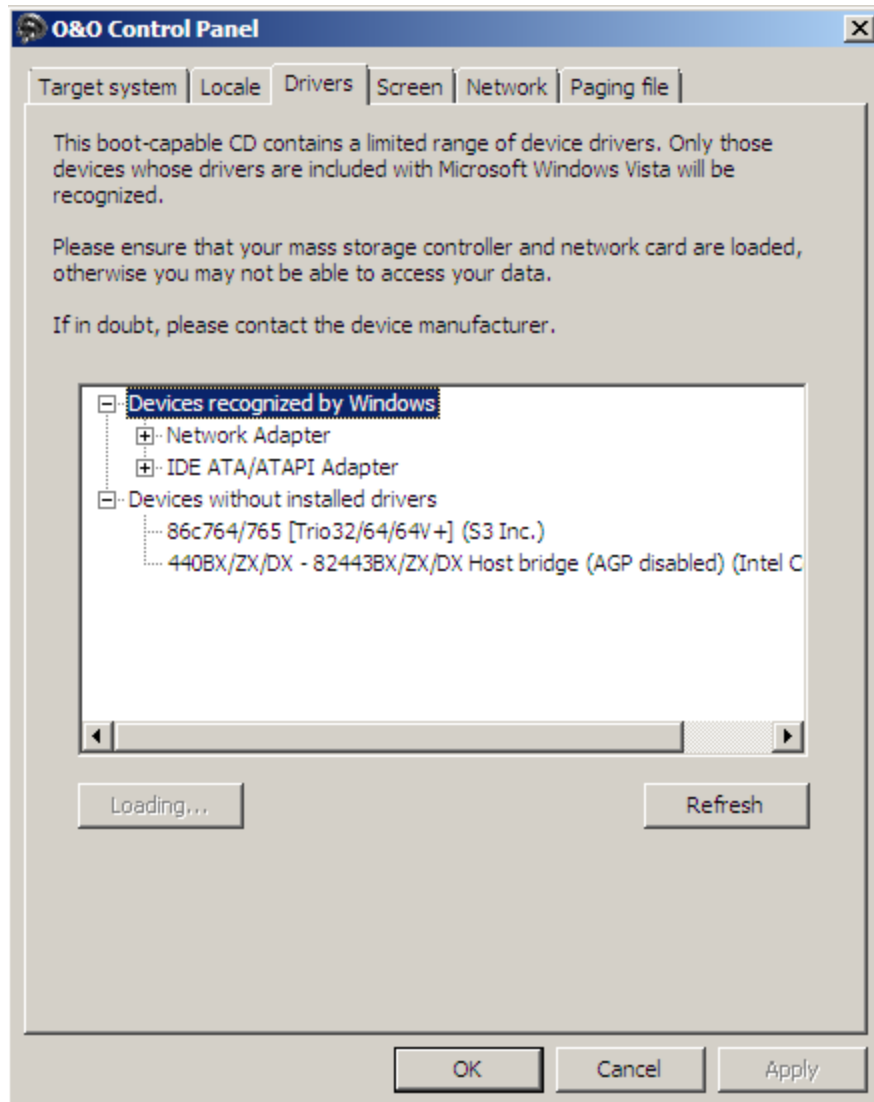 O&O Control Panel
Target system Locale Drivers Screen Network Paging file
This boot-capable CD contains a limited range of device drivers. Only those
devices whose drivers are included with Microsoft Windows Vista will be
recognized.
Please ensure that your mass storage controller and network card are loaded,
otherwise you may not be able to access your data.
If in doubt, please contact the device manufacturer.
Devices recognized by Windows
Network Adapter
IDE ATA/ATAPI Adapter
Devices without installed drivers
86c764/765 [Trio32/64/64V+] (S3 Inc.)
440BX/ZX/DX - 82443BX/ZX/DX Host bridge (AGP disabled) (Intel C
Loading... Refresh
OK Cancel Apply